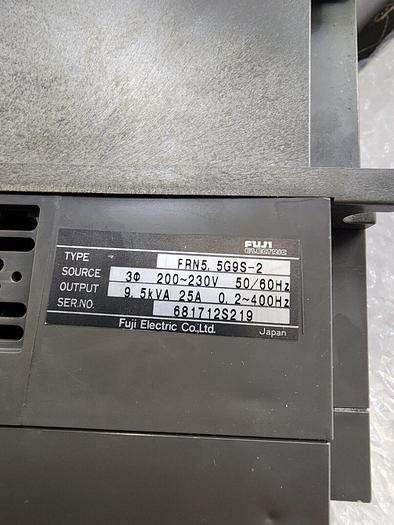 FUJI
ELECTRIC
TYPE FRN5.5G9S-2
SOURCE 3Φ 200~230V 50/60Hz
OUTPUT 9.5kVA 25A 0.2~400Hz
SER.NO. 681712S219
Fuji Electric Co.,Ltd. Japan